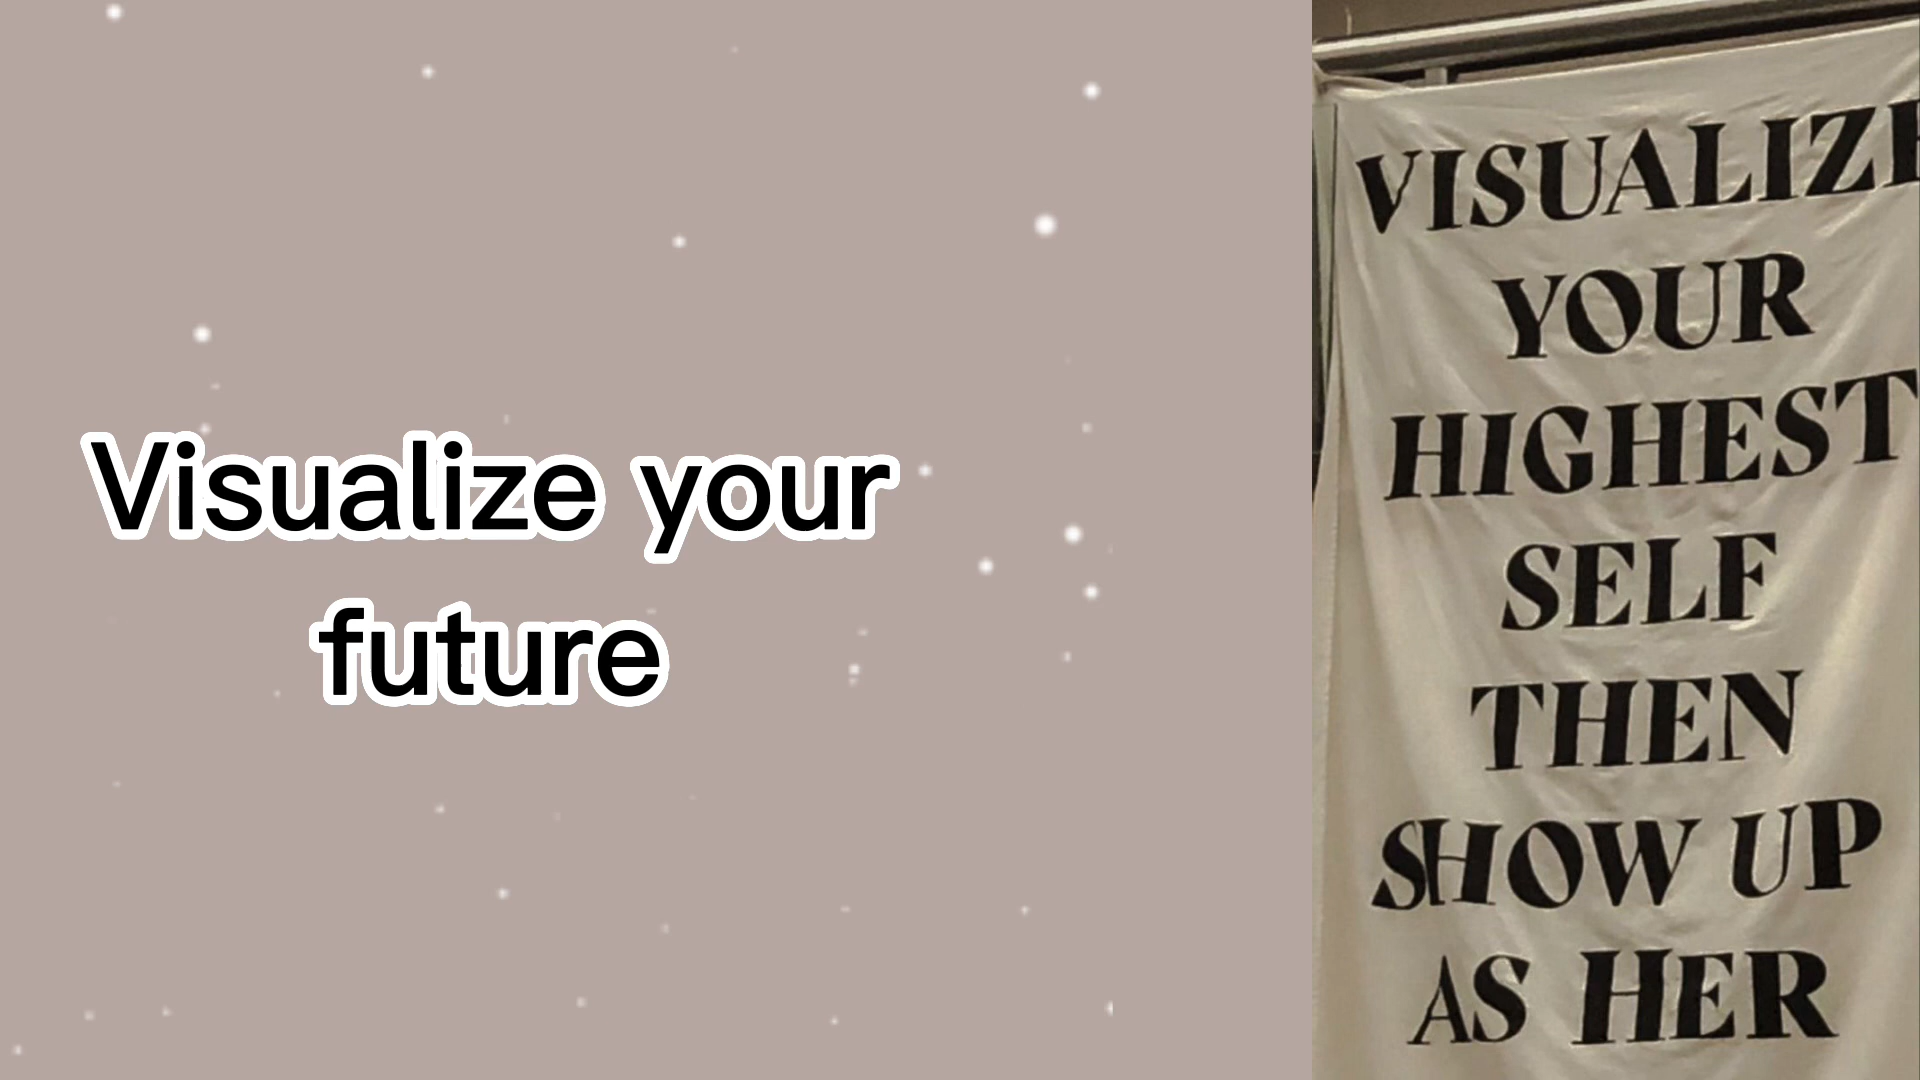 Visualize your
future
VISUALIZE
YOUR
HIGHEST
SELF
THEN
SHOW UP
AS HER